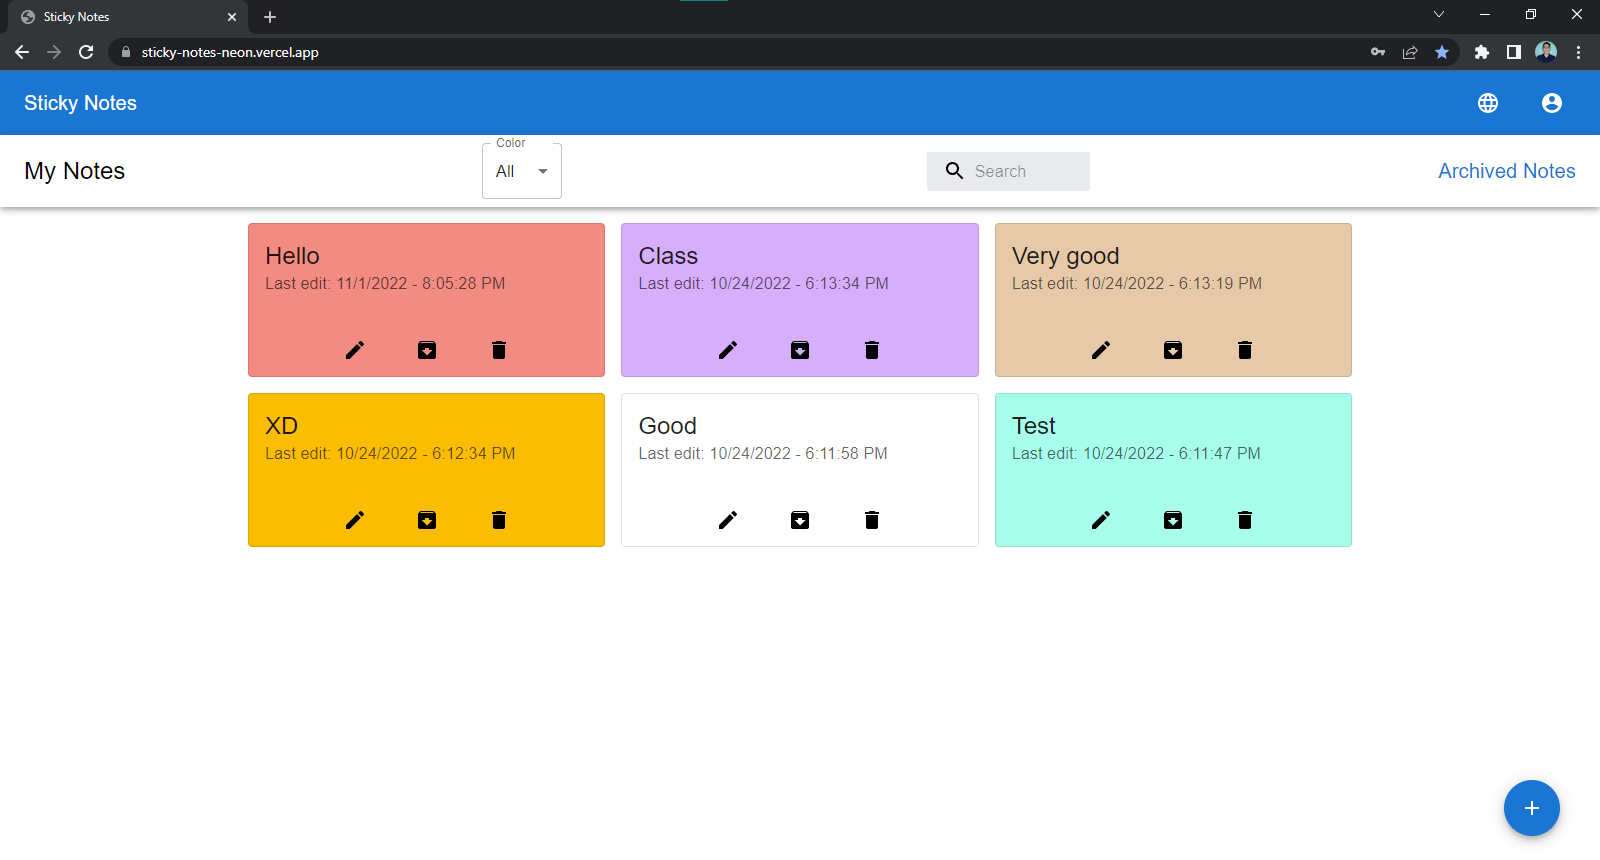 Sticky Notes
sticky-notes-neon.vercel.app
Sticky Notes
My Notes
Color
All
Search
Archived Notes
Hello
Last edit: 11/1/2022 - 8:05:28 PM
Class
Last edit: 10/24/2022 - 6:13:34 PM
Very good
Last edit: 10/24/2022 - 6:13:19 PM
XD
Last edit: 10/24/2022 - 6:12:34 PM
Good
Last edit: 10/24/2022 - 6:11:58 PM
Test
Last edit: 10/24/2022 - 6:11:47 PM